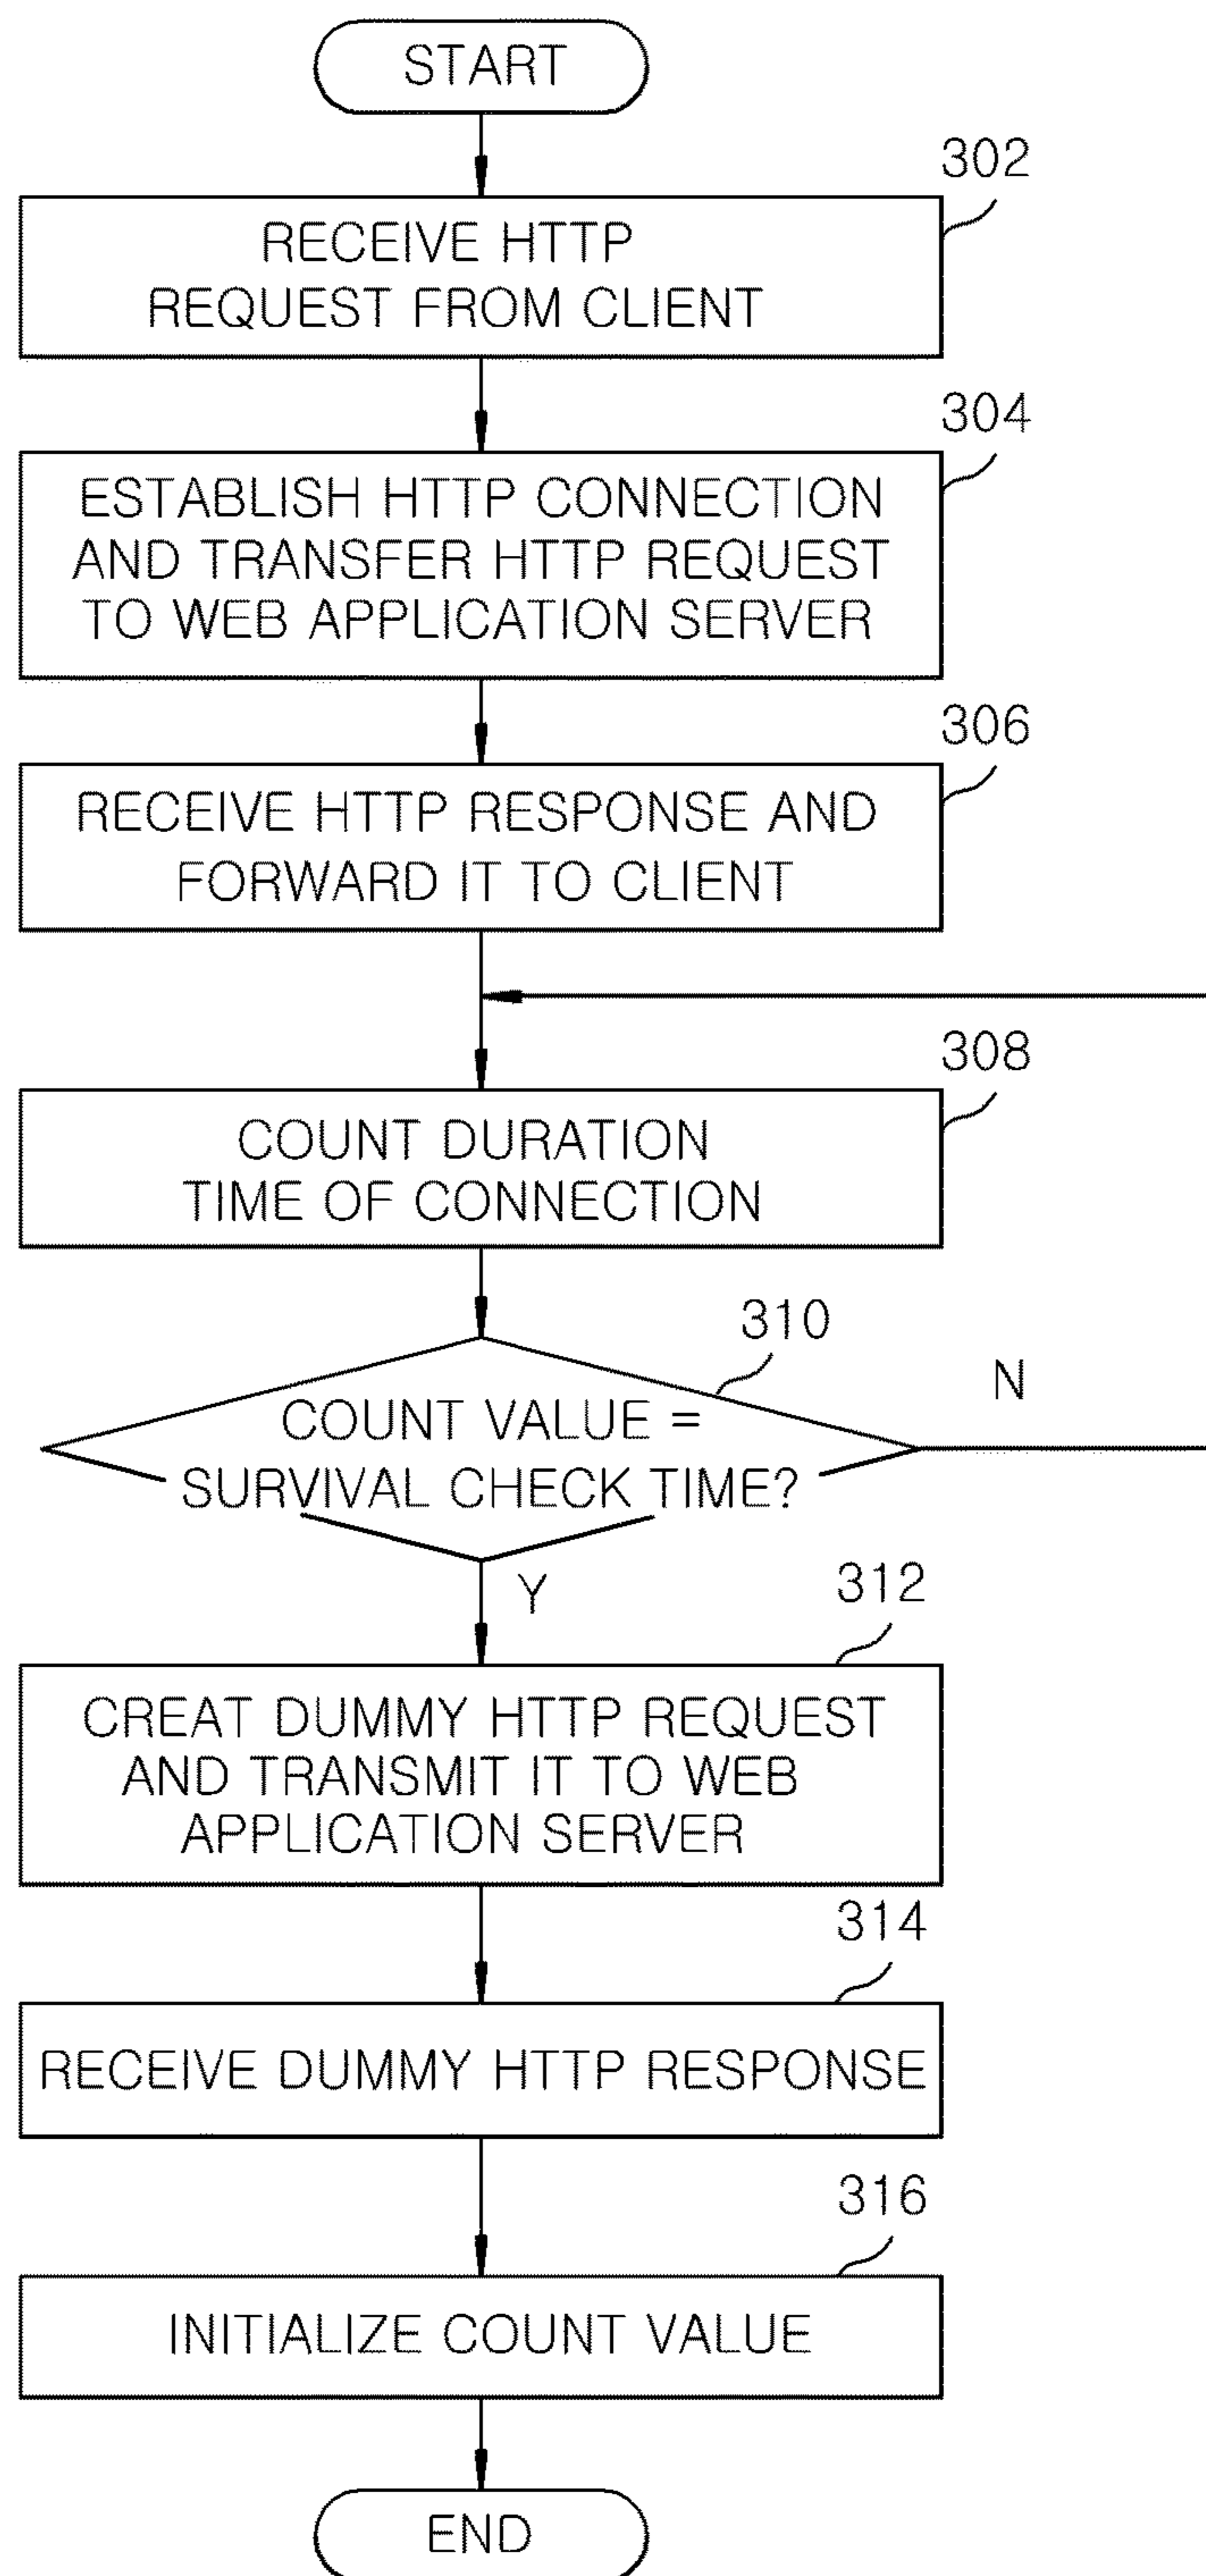 START
302
RECEIVE HTTP
REQUEST FROM CLIENT
304
ESTABLISH HTTP CONNECTION
AND TRANSFER HTTP REQUEST
TO WEB APPLICATION SERVER
306
RECEIVE HTTP RESPONSE AND
FORWARD IT TO CLIENT
308
COUNT DURATION
TIME OF CONNECTION
310
N
COUNT VALUE =
SURVIVAL CHECK TIME?
Y
312
CREAT DUMMY HTTP REQUEST
AND TRANSMIT IT TO WEB
APPLICATION SERVER
314
RECEIVE DUMMY HTTP RESPONSE
316
INITIALIZE COUNT VALUE
END